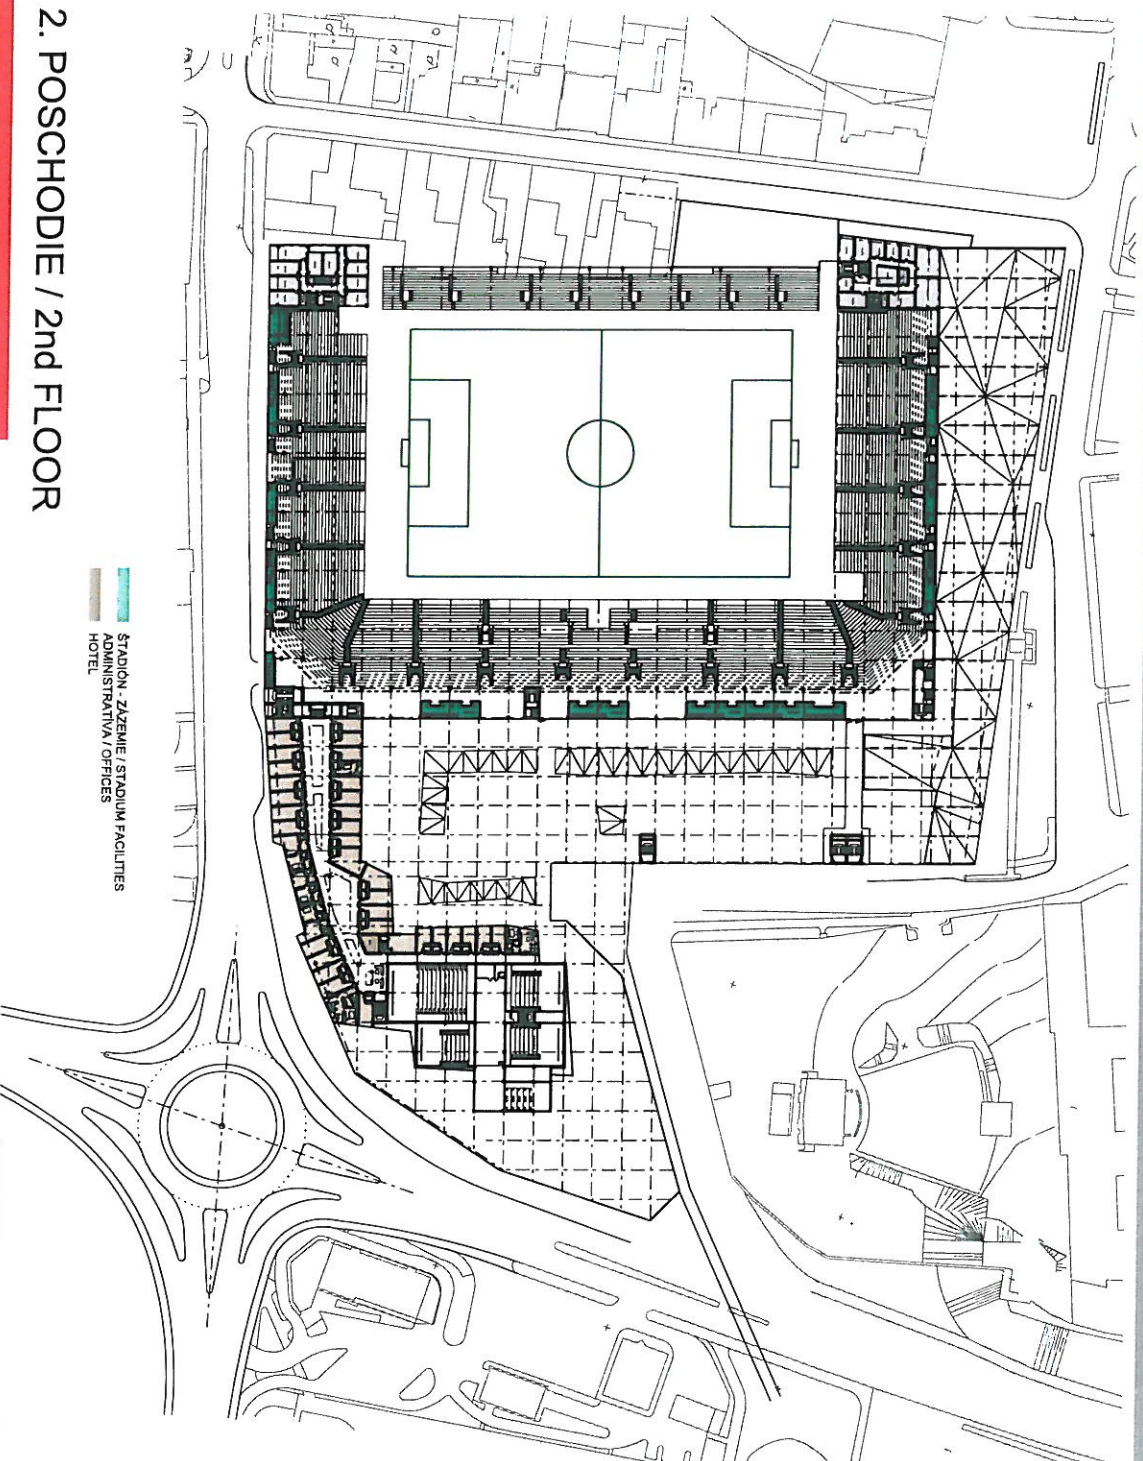 2. POSCHODIE / 2nd FLOOR
ŠTADIÓN - ZÁZEMIE / STADIUM FACILITIES
ADMINISTRATÍVA / OFFICES
HOTEL